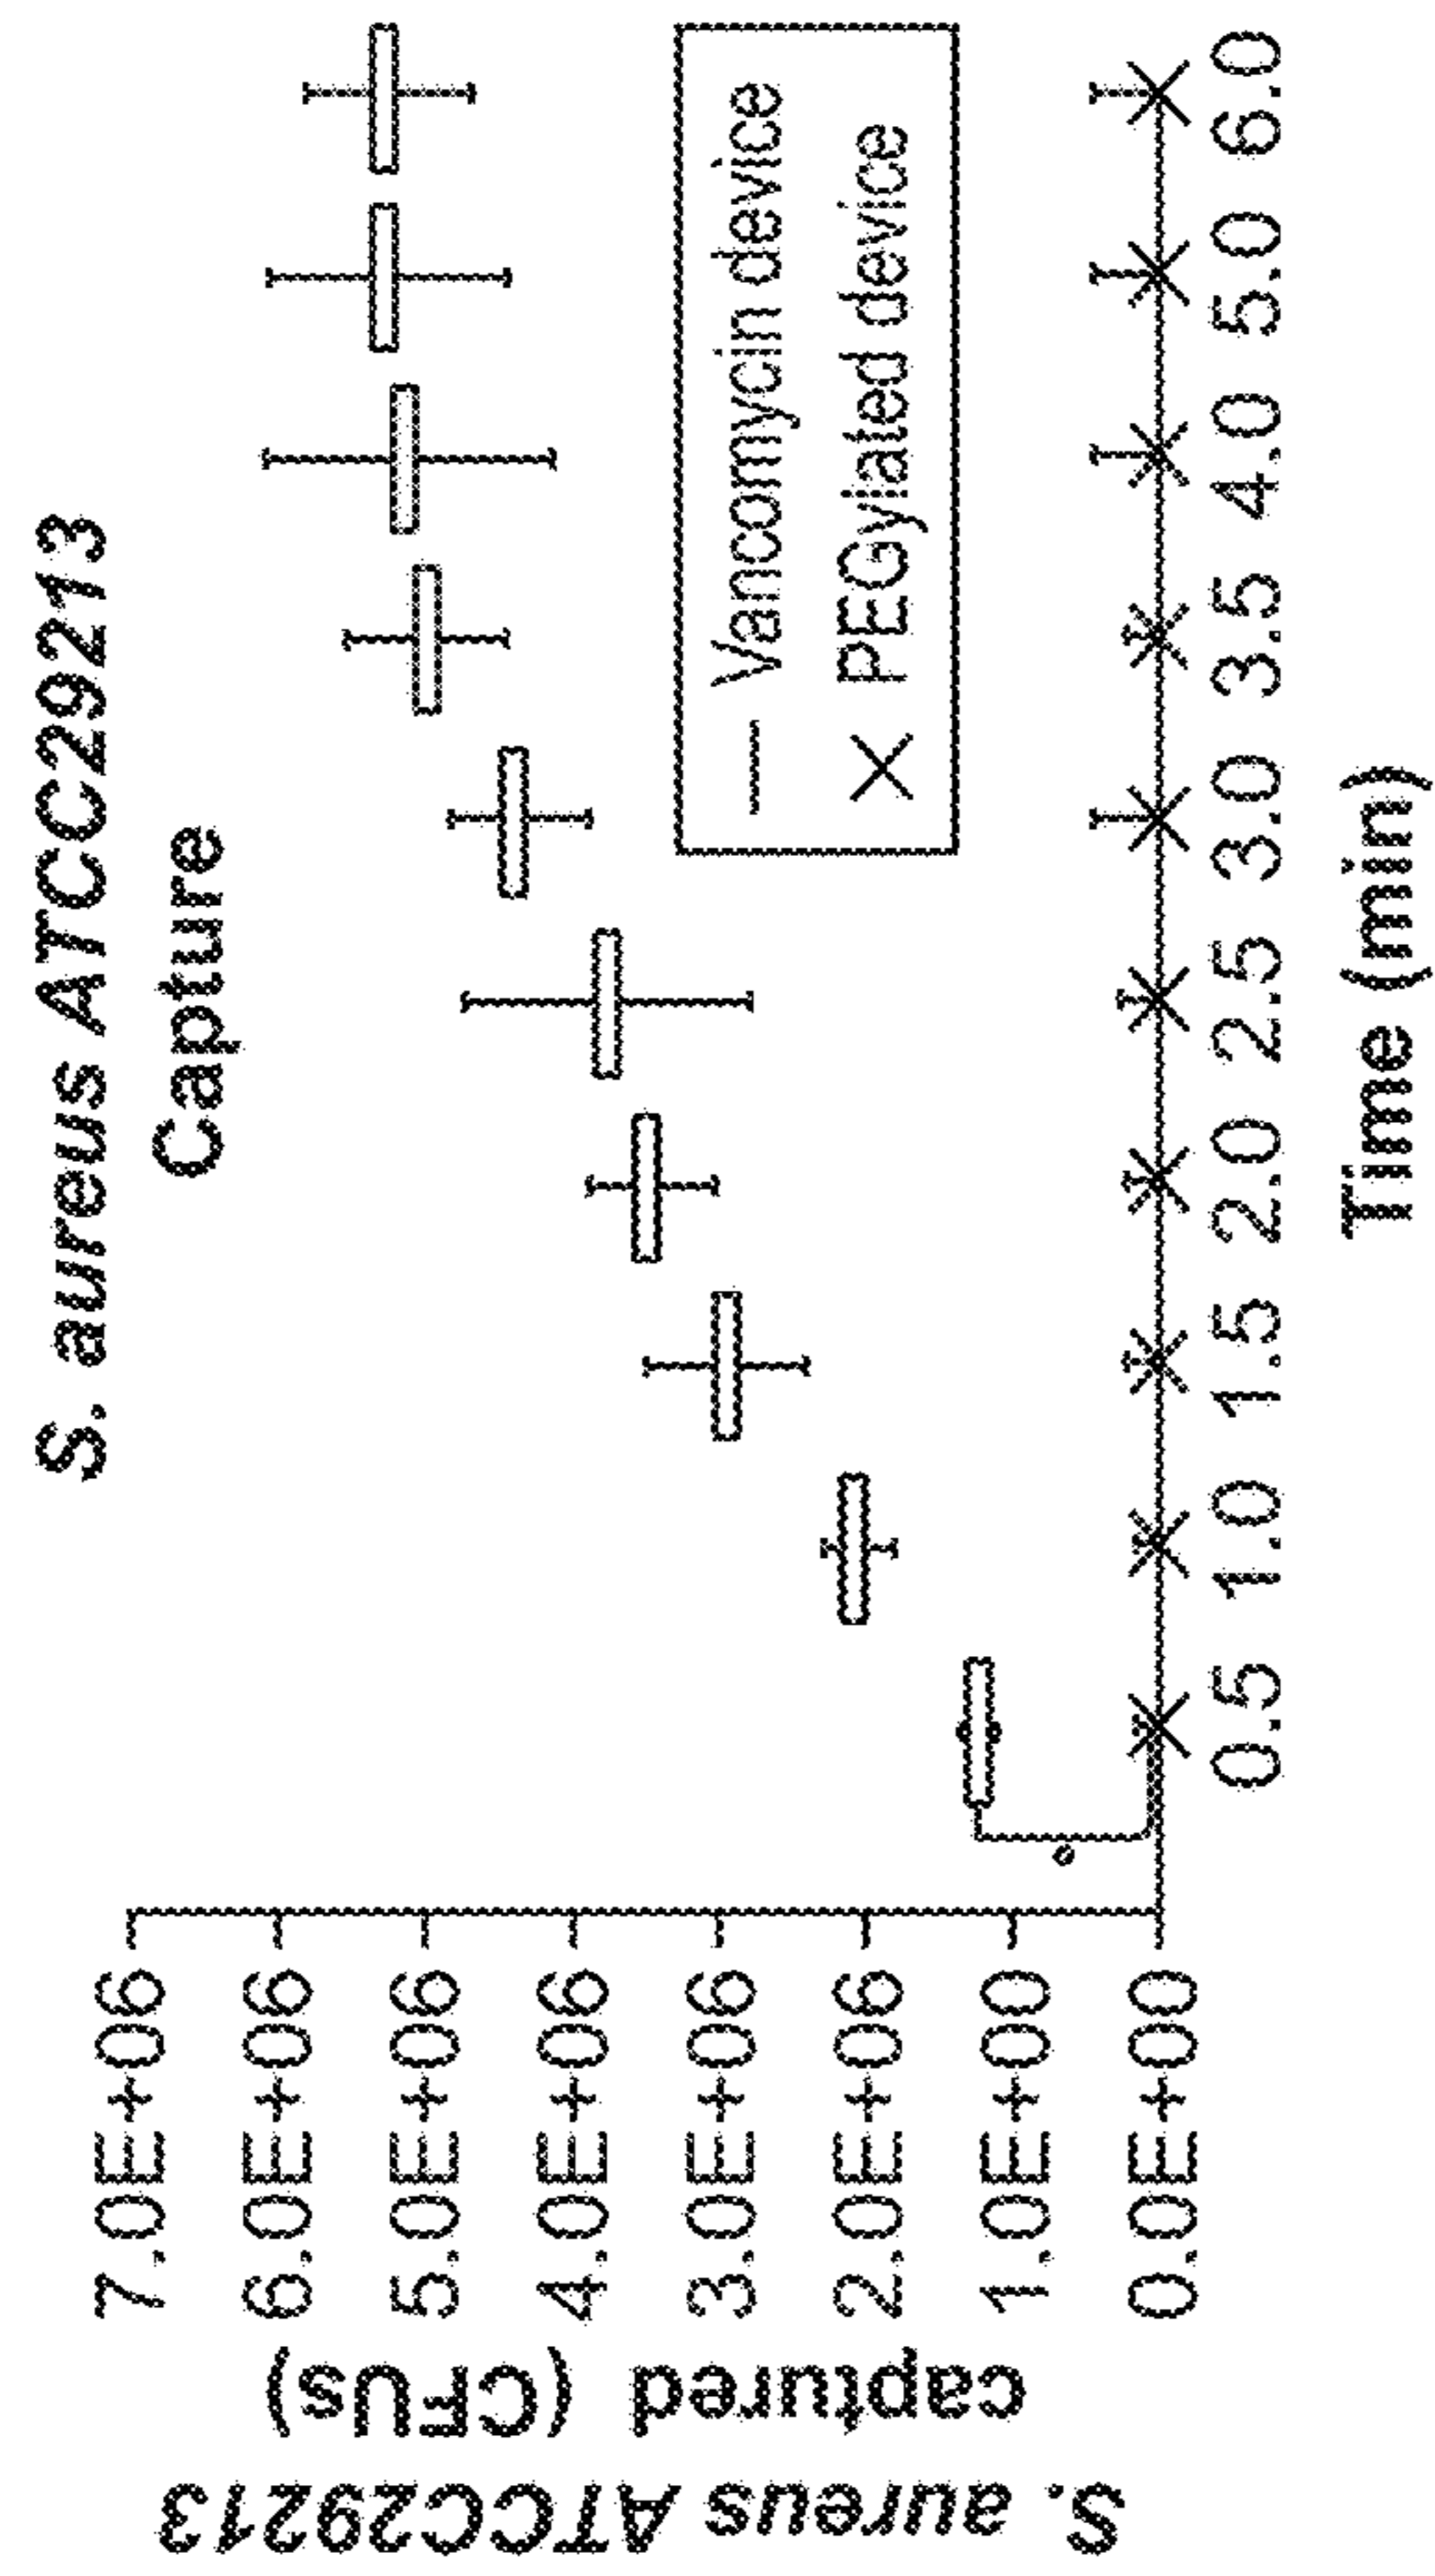 S. aureus ATCC29213
Capture
S. aureus ATCC29213
captured (CFUs)
7.0E+06
6.0E+06
5.0E+06
4.0E+06
3.0E+06
2.0E+06
1.0E+00
0.0E+00
Vancomycin device
PEGylated device
0.5 1.0 1.5 2.0 2.5 3.0 3.5 4.0 5.0 6.0
Time (min)